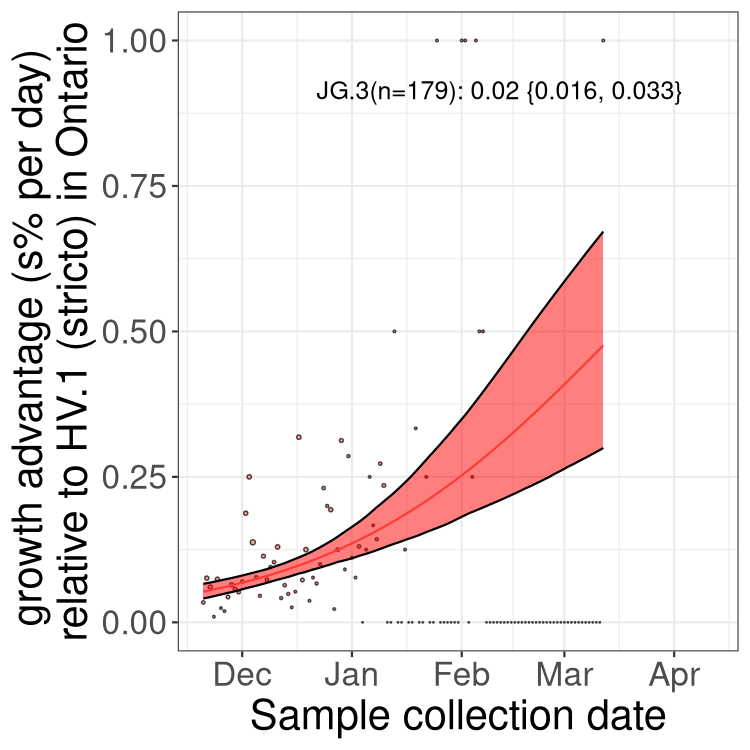 growth advantage (s% per day)
relative to HV.1 (stricto) in Ontario
1.00
0.75
0.50
0.25
0.00
JG.3(n=179): 0.02 {0.016, 0.033}
Dec Jan Feb Mar Apr
Sample collection date